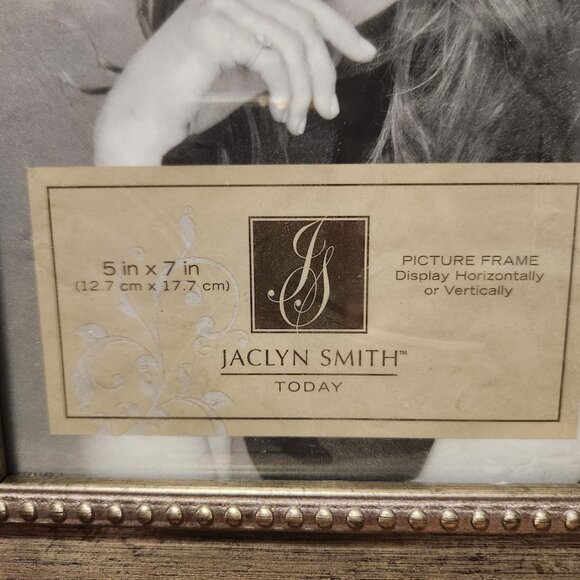 5 in x 7 in
(12.7 cm x 17.7 cm)
JS
JACLYN SMITH™
TODAY
PICTURE FRAME
Display Horizontally
or Vertically